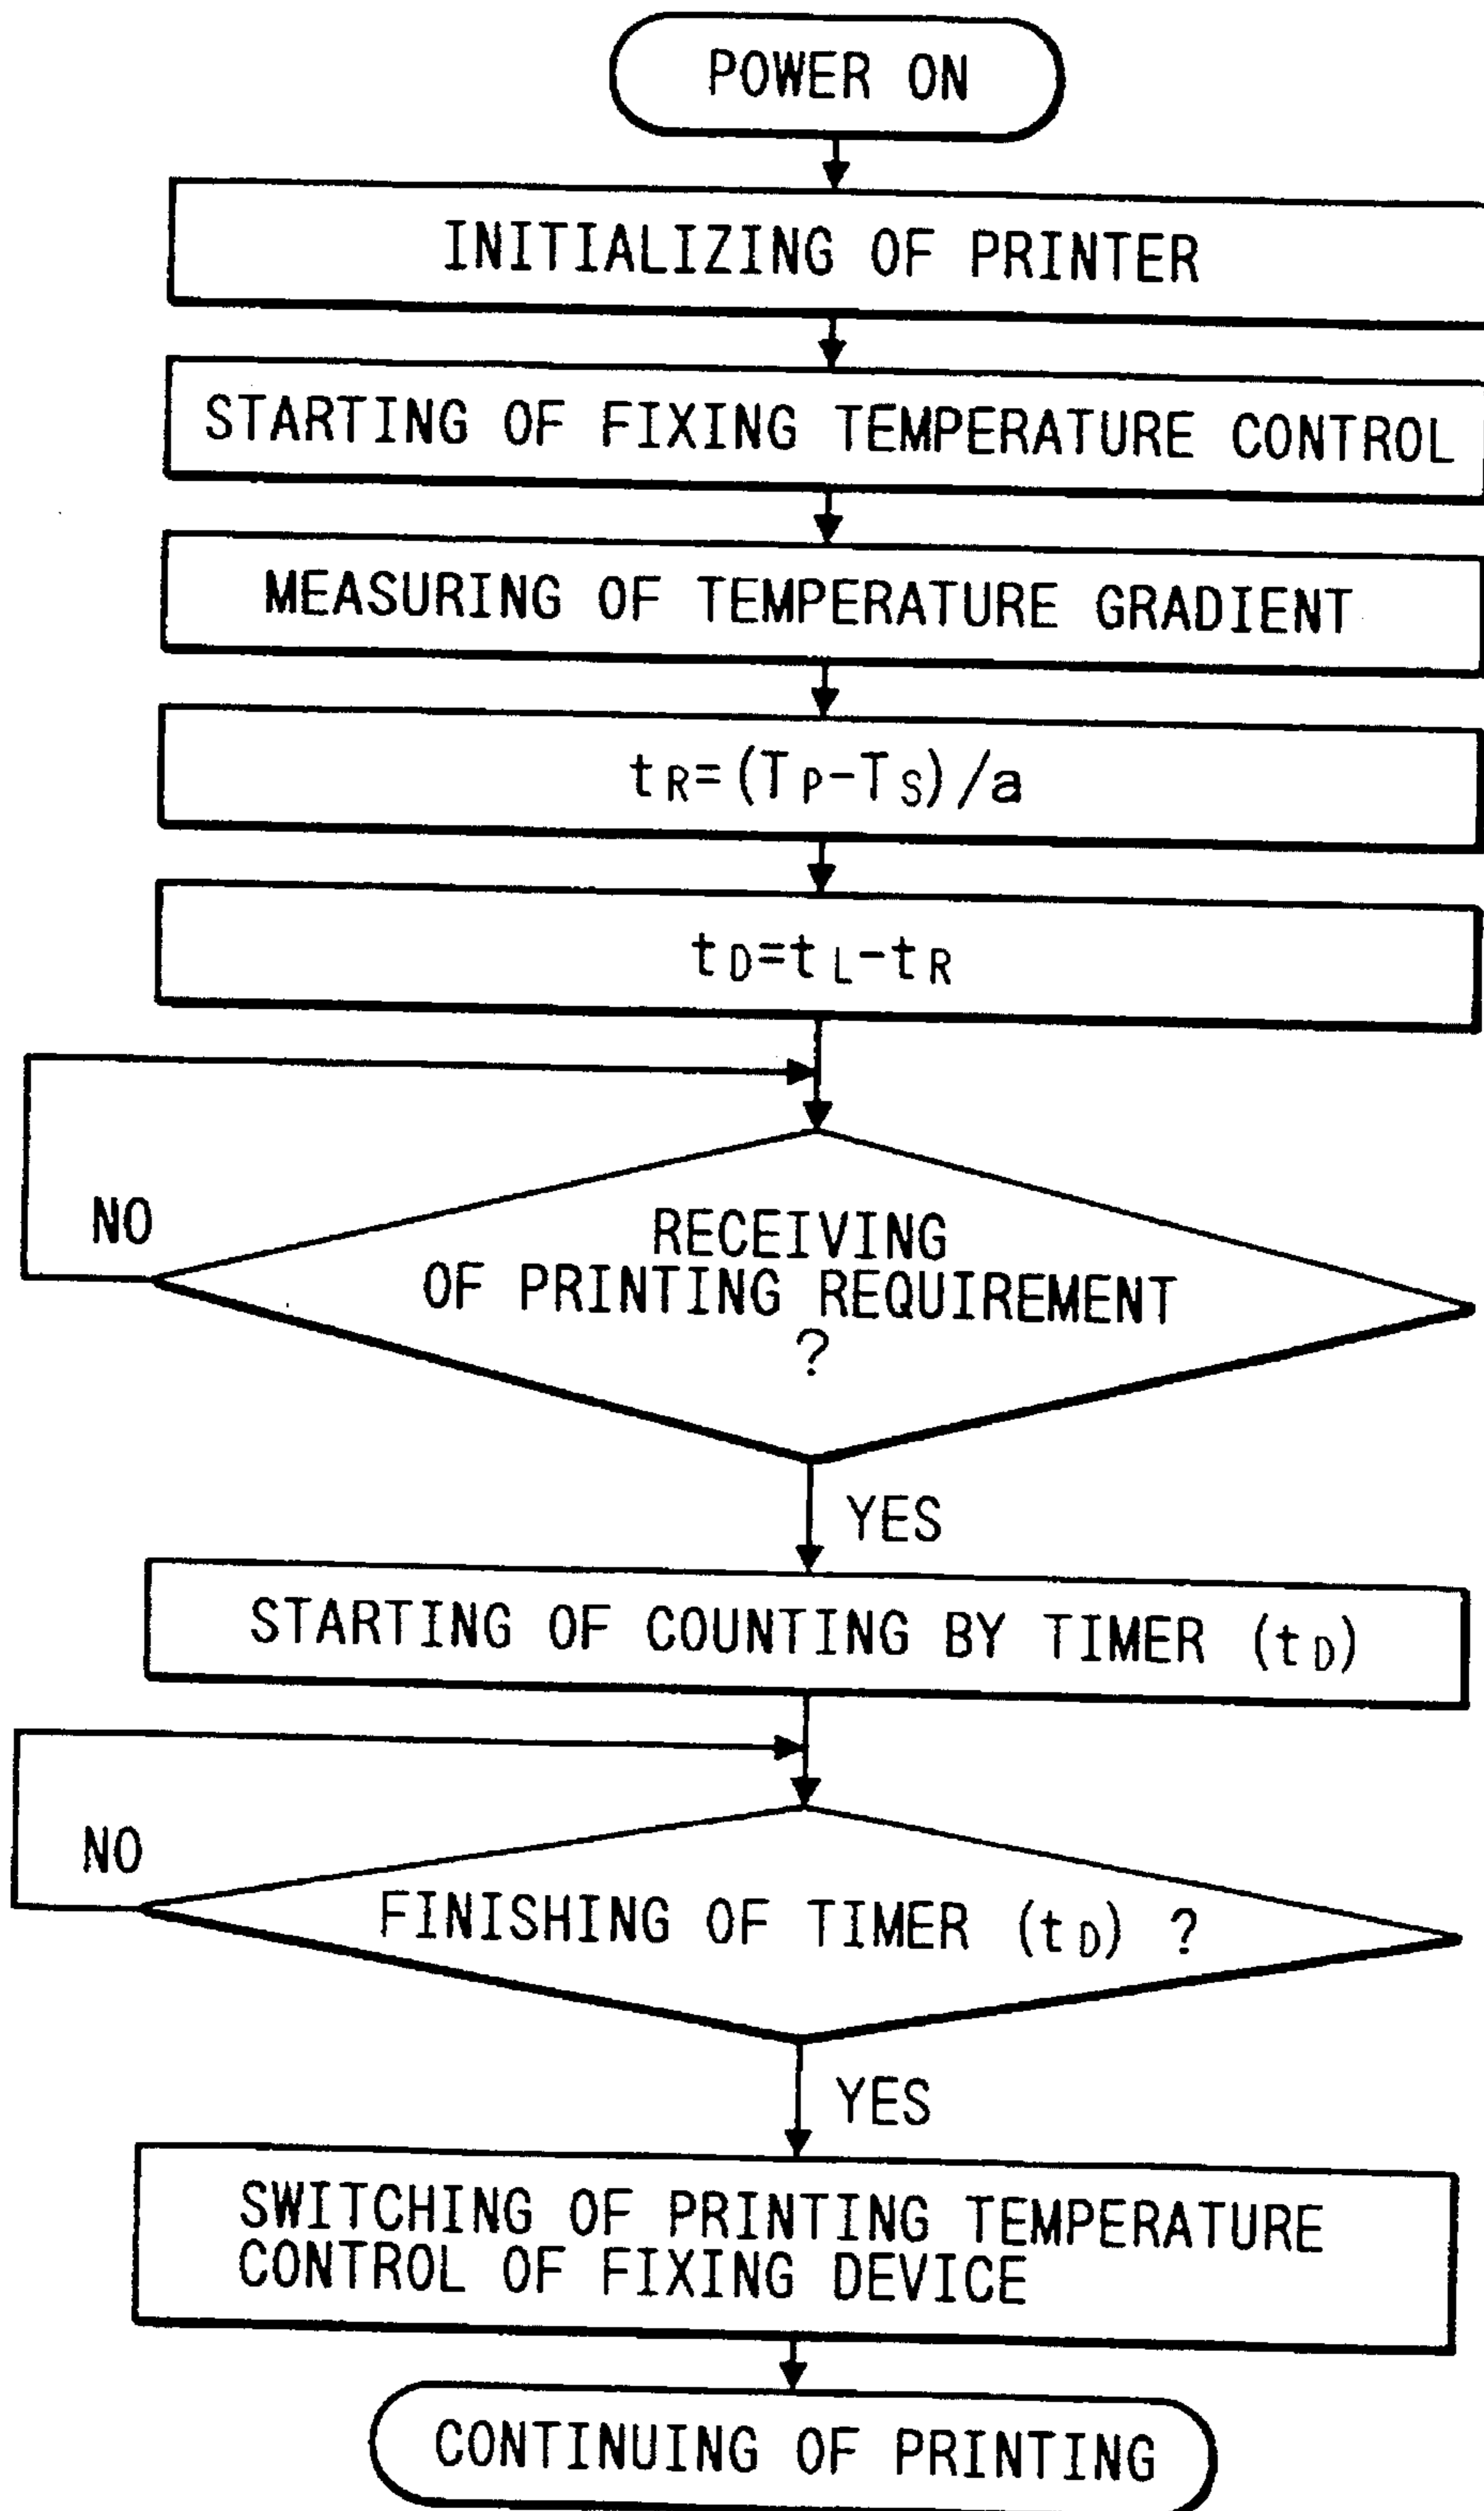 POWER ON
INITIALIZING OF PRINTER
STARTING OF FIXING TEMPERATURE CONTROL
MEASURING OF TEMPERATURE GRADIENT
tR=(TP-TS)/a
tD=tL-tR
NO
RECEIVING
OF PRINTING REQUIREMENT
?
YES
STARTING OF COUNTING BY TIMER (tD)
NO
FINISHING OF TIMER (tD) ?
YES
SWITCHING OF PRINTING TEMPERATURE
CONTROL OF FIXING DEVICE
CONTINUING OF PRINTING